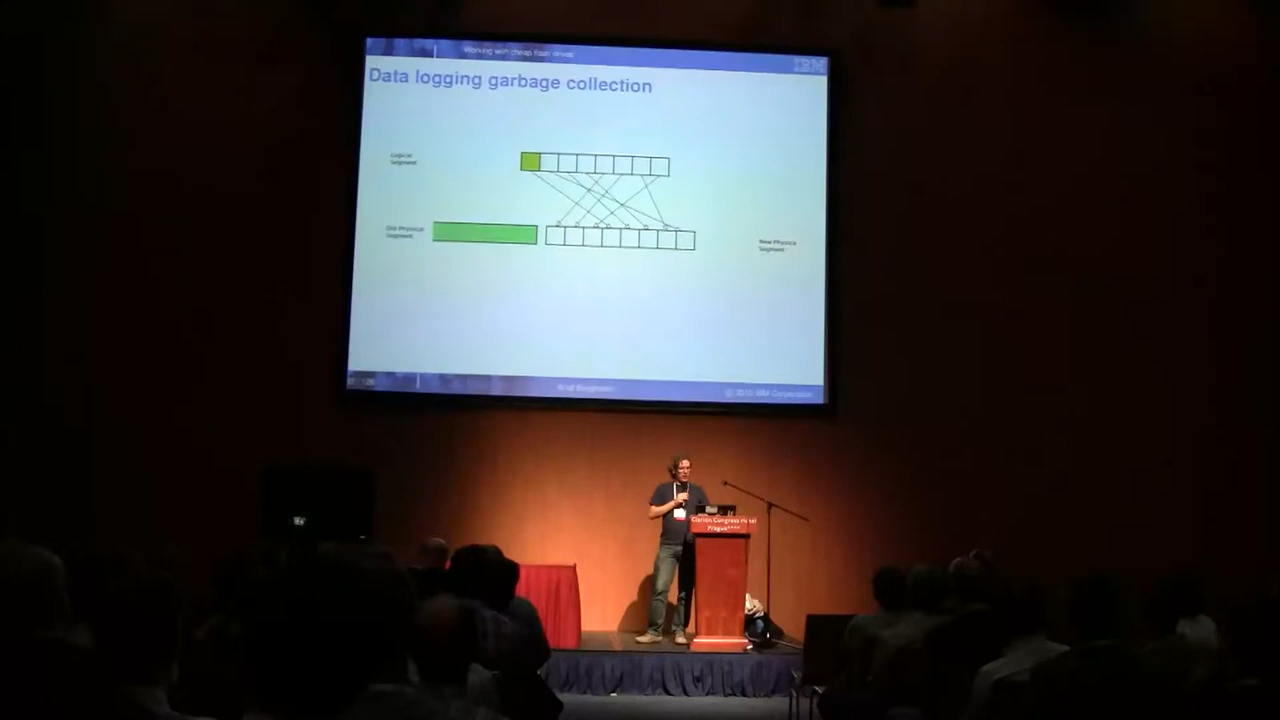 Working with cheap flash drives
IBM
Data logging garbage collection
Logical
Segment
Old Physical
Segment
New Physical
Segment
© 2010 IBM Corporation
Clarion Congress Hotel
Prague****